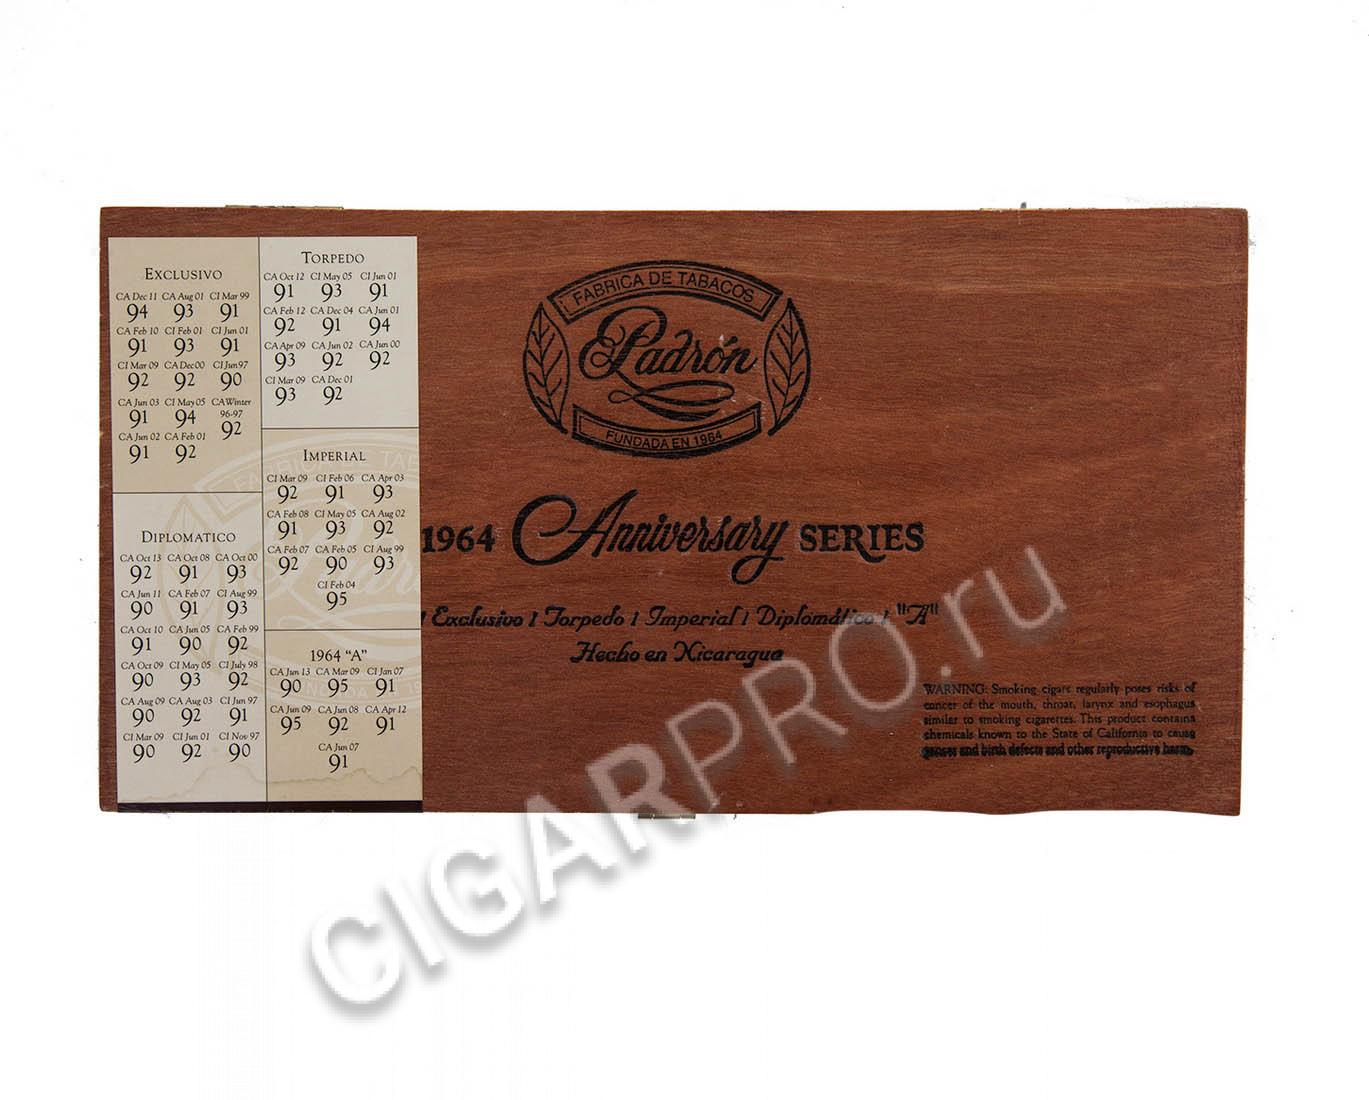 EXCLUSIVO
CA Dec 11 CA Aug 01 CI Mar 99
94 93 91
CA Feb 10 CI Feb 01 CI Jun 01
91 93 91
CI Mar 09 CA Dec00 CI Jun97
92 92 90
CA Jun 03 CI May 05 CA Winter
96-97
91 94 92
CA Jun 02 CA Feb 01
91 92
TORPEDO
CA Oct 12 CI May 05 CI Jun 01
91 93 91
CA Feb 12 CA Dec 04 CA Jun 01
92 91 94
CA Apr 09 CA Jun 02 CA Jun 00
93 92 92
CI Mar 09 CA Dec 01
93 92
IMPERIAL
CI Mar 09 CI Feb 06 CA Apr 03
92 91 93
CA Feb 08 CI May 05 CA Aug 02
91 93 92
CA Feb 07 CA Feb 05 CI Aug 99
92 90 93
CI Feb 04
95
DIPLOMATICO
CA Oct 13 CA Oct 08 CA Oct 00
92 91 93
CA Jun 11 CA Feb 07 CI Aug 99
90 91 93
CA Oct 10 CA Jun 05 CA Feb 99
91 90 92
CA Oct 09 CI May 05 CI July 98
90 93 92
CA Aug 09 CA Aug 03 CI Jun 97
90 92 91
CI Mar 09 CI Jun 01 CI Nov 97
90 92 90
1964 "A"
CA Jun 13 CA Mar 09 CI Jan 07
90 95 91
CA Jun 09 CA Jun 08 CA Apr 12
95 92 91
CA Jun 07
91
FABRICA DE TABACOS
Padrón
FUNDADA EN 1964
1964 Anniversary SERIES
/ Exclusivo / Torpedo / Imperial / Diplomático / "A"
Hecho en Nicaragua
WARNING: Smoking cigars regularly poses risks of
cancer of the mouth, throat, larynx and esophagus
similar to smoking cigarettes. This product contains
chemicals known to the State of California to cause
cancer and birth defects and other reproductive harm.
CIGARPRO.ru